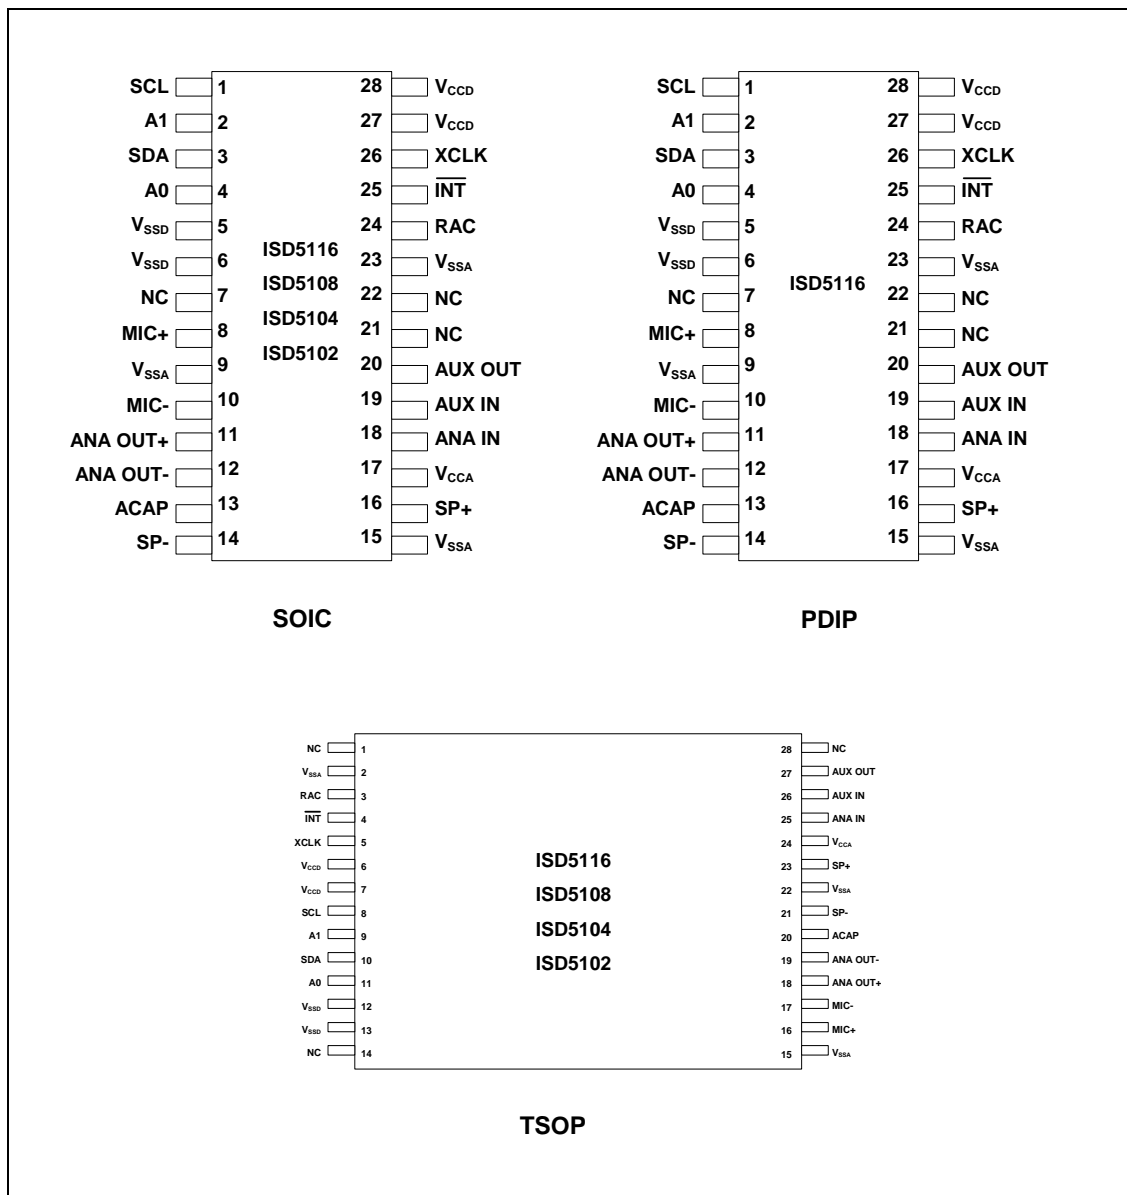 SCL 1 28 VCCD
A1 2 27 VCCD
SDA 3 26 XCLK
A0 4 25 INT
VSSD 5 24 RAC
VSSD 6 23 VSSA
NC 7 22 NC
MIC+ 8 21 NC
VSSA 9 20 AUX OUT
MIC- 10 19 AUX IN
ANA OUT+ 11 18 ANA IN
ANA OUT- 12 17 VCCA
ACAP 13 16 SP+
SP- 14 15 VSSA
ISD5116
ISD5108
ISD5104
ISD5102
SOIC
SCL 1 28 VCCD
A1 2 27 VCCD
SDA 3 26 XCLK
A0 4 25 INT
VSSD 5 24 RAC
VSSD 6 23 VSSA
NC 7 22 NC
MIC+ 8 21 NC
VSSA 9 20 AUX OUT
MIC- 10 19 AUX IN
ANA OUT+ 11 18 ANA IN
ANA OUT- 12 17 VCCA
ACAP 13 16 SP+
SP- 14 15 VSSA
ISD5116
PDIP
NC 1 28 NC
VSSA 2 27 AUX OUT
RAC 3 26 AUX IN
INT 4 25 ANA IN
XCLK 5 24 VCCA
VCCD 6 23 SP+
VCCD 7 22 VSSA
SCL 8 21 SP-
A1 9 20 ACAP
SDA 10 19 ANA OUT-
A0 11 18 ANA OUT+
VSSD 12 17 MIC-
VSSD 13 16 MIC+
NC 14 15 VSSA
ISD5116
ISD5108
ISD5104
ISD5102
TSOP